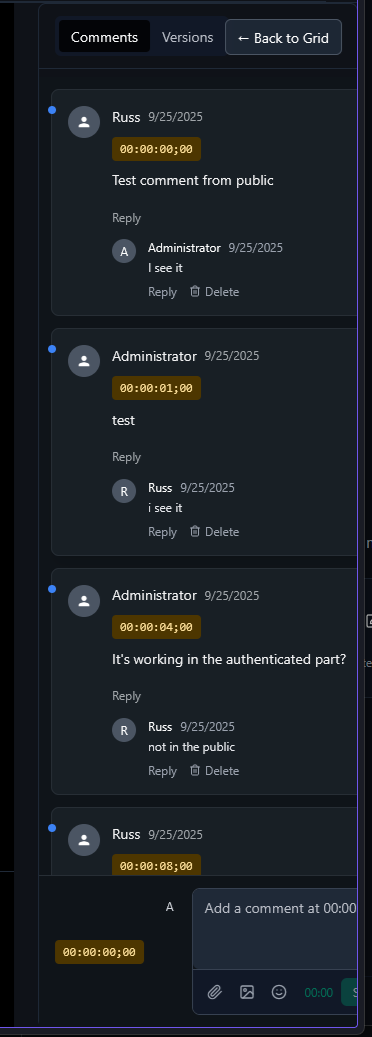 Comments Versions ← Back to Grid
Russ 9/25/2025
00:00:00;00
Test comment from public
Reply
A Administrator 9/25/2025
I see it
Reply Delete
Administrator 9/25/2025
00:00:01;00
test
Reply
R Russ 9/25/2025
i see it
Reply Delete
Administrator 9/25/2025
00:00:04;00
It's working in the authenticated part?
Reply
R Russ 9/25/2025
not in the public
Reply Delete
Russ 9/25/2025
00:00:08;00
A
Add a comment at 00:00
00:00:00;00
00:00 S